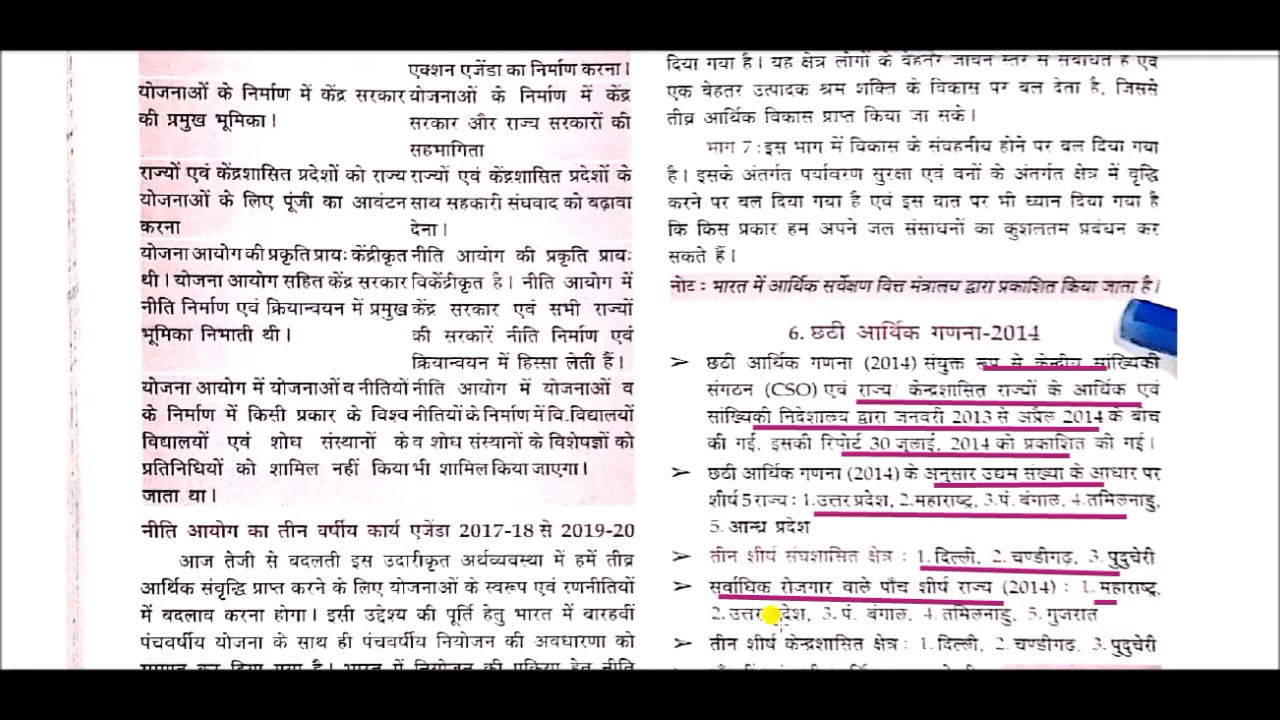 एक्शन एजेंडा का निर्माण करना।
योजनाओं के निर्माण में केंद्र सरकार योजनाओं के निर्माण में केंद्र
की प्रमुख भूमिका। सरकार और राज्य सरकारों की
सहभागिता
राज्यों एवं केंद्रशासित प्रदेशों को राज्य राज्यों एवं केंद्रशासित प्रदेशों के
योजनाओं के लिए पूंजी का आवंटन साथ सहकारी संघवाद को बढ़ावा
करना देना।
योजना आयोग की प्रकृति प्रायः केंद्रीकृत नीति आयोग की प्रकृति प्रायः
थी। योजना आयोग सहित केंद्र सरकार विकेंद्रीकृत है। नीति आयोग में
नीति निर्माण एवं क्रियान्वयन में प्रमुख केंद्र सरकार एवं सभी राज्यों
भूमिका निभाती थी। की सरकारें नीति निर्माण एवं
क्रियान्वयन में हिस्सा लेती हैं।
योजना आयोग में योजनाओं व नीतियों नीति आयोग में योजनाओं व
के निर्माण में किसी प्रकार के विश्व नीतियों के निर्माण में वि.विद्यालयों
विद्यालयों एवं शोध संस्थानों के व शोध संस्थानों के विशेषज्ञों को
प्रतिनिधियों को शामिल नहीं किया भी शामिल किया जाएगा।
जाता था।
नीति आयोग का तीन वर्षीय कार्य एजेंडा 2017-18 से 2019-20
आज तेजी से बदलती इस उदारीकृत अर्थव्यवस्था में हमें तीव्र
आर्थिक संवृद्धि प्राप्त करने के लिए योजनाओं के स्वरूप एवं रणनीतियों
में बदलाव करना होगा। इसी उद्देश्य की पूर्ति हेतु भारत में बारहवीं
पंचवर्षीय योजना के साथ ही पंचवर्षीय नियोजन की अवधारणा को
दिया गया है। यह क्षेत्र लोगों के बेहतर जीवन स्तर से संबंधित है एवं
एक बेहतर उत्पादक श्रम शक्ति के विकास पर बल देता है, जिससे
तीव्र आर्थिक विकास प्राप्त किया जा सके।
भाग 7 : इस भाग में विकास के संवहनीय होने पर बल दिया गया
है। इसके अंतर्गत पर्यावरण सुरक्षा एवं वनों के अंतर्गत क्षेत्र में वृद्धि
करने पर बल दिया गया है एवं इस बात पर भी ध्यान दिया गया है
कि किस प्रकार हम अपने जल संसाधनों का कुशलतम प्रबंधन कर
सकते हैं।
नोट : भारत में आर्थिक सर्वेक्षण वित्त मंत्रालय द्वारा प्रकाशित किया जाता है।
6. छठी आर्थिक गणना-2014
➢ छठी आर्थिक गणना (2014) संयुक्त रूप से केन्द्रीय सांख्यिकी
संगठन (CSO) एवं राज्य/ केन्द्रशासित राज्यों के आर्थिक एवं
सांख्यिकी निदेशालय द्वारा जनवरी 2013 से अप्रैल 2014 के बीच
की गई, इसकी रिपोर्ट 30 जुलाई, 2014 को प्रकाशित की गई।
➢ छठी आर्थिक गणना (2014) के अनुसार उद्यम संख्या के आधार पर
शीर्ष 5 राज्य : 1. उत्तर प्रदेश, 2. महाराष्ट्र, 3. पं. बंगाल, 4. तमिलनाडु,
5. आन्ध्र प्रदेश
➢ तीन शीर्ष संघशासित क्षेत्र : 1. दिल्ली, 2. चण्डीगढ़, 3. पुदुचेरी
➢ सर्वाधिक रोजगार वाले पाँच शीर्ष राज्य (2014) : 1. महाराष्ट्र,
2. उत्तर प्रदेश, 3. पं. बंगाल, 4. तमिलनाडु, 5. गुजरात
➢ तीन शीर्ष केन्द्रशासित क्षेत्र : 1. दिल्ली, 2. चण्डीगढ़, 3. पुदुचेरी